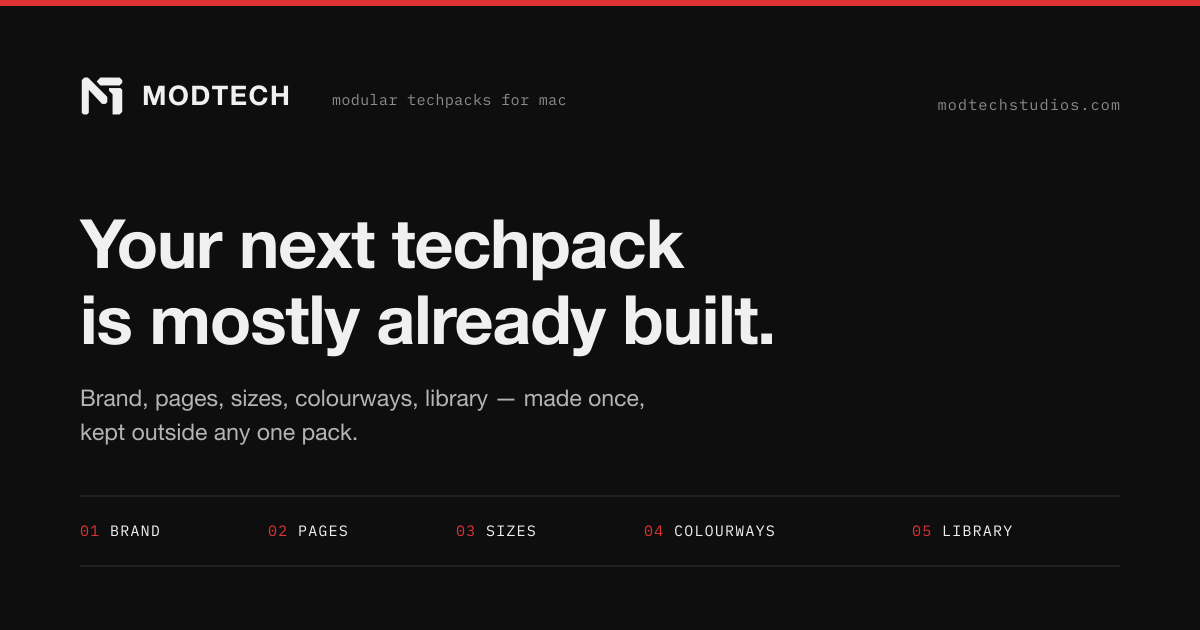 MODTECH
modular techpacks for mac
modtechstudios.com
Your next techpack
is mostly already built.
Brand, pages, sizes, colourways, library — made once,
kept outside any one pack.
01 BRAND
02 PAGES
03 SIZES
04 COLOURWAYS
05 LIBRARY